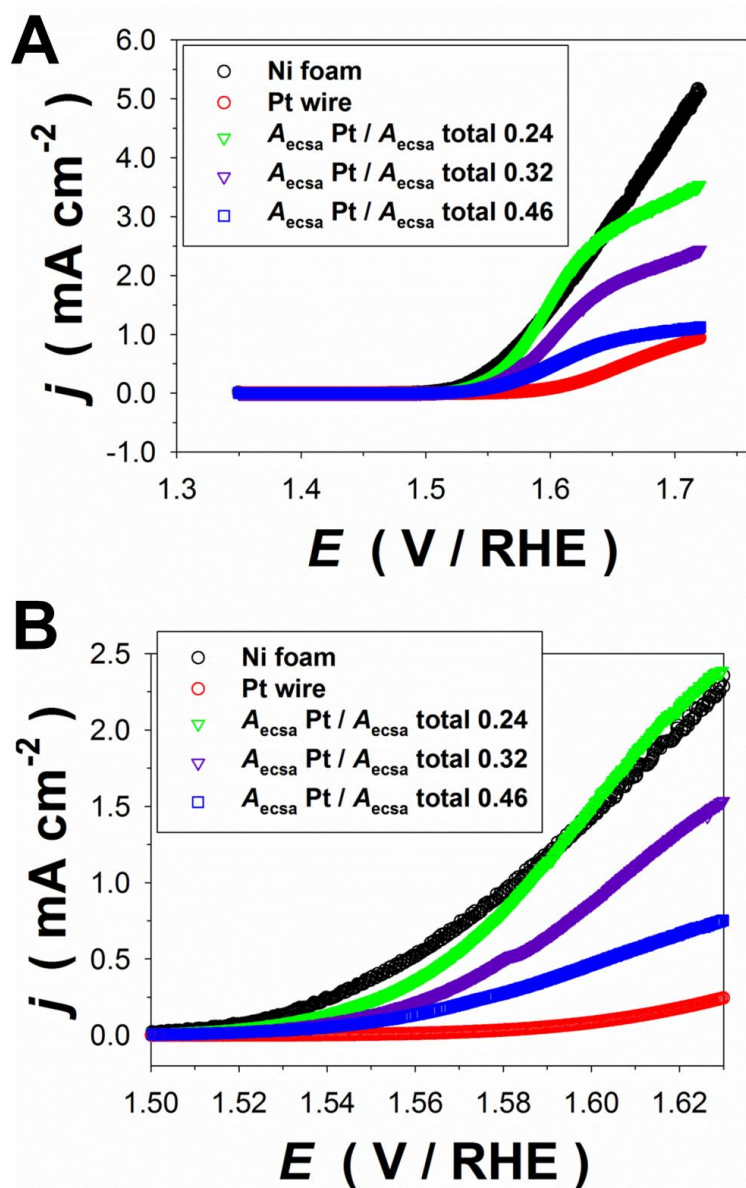 A
6.0
5.0
4.0
3.0
2.0
1.0
0.0
-1.0
j ( mA cm-2 )
Ni foam
Pt wire
Aecsa Pt / Aecsa total 0.24
Aecsa Pt / Aecsa total 0.32
Aecsa Pt / Aecsa total 0.46
1.3 1.4 1.5 1.6 1.7
E ( V / RHE )
B
2.5
2.0
1.5
1.0
0.5
0.0
j ( mA cm-2 )
Ni foam
Pt wire
Aecsa Pt / Aecsa total 0.24
Aecsa Pt / Aecsa total 0.32
Aecsa Pt / Aecsa total 0.46
1.50 1.52 1.54 1.56 1.58 1.60 1.62
E ( V / RHE )